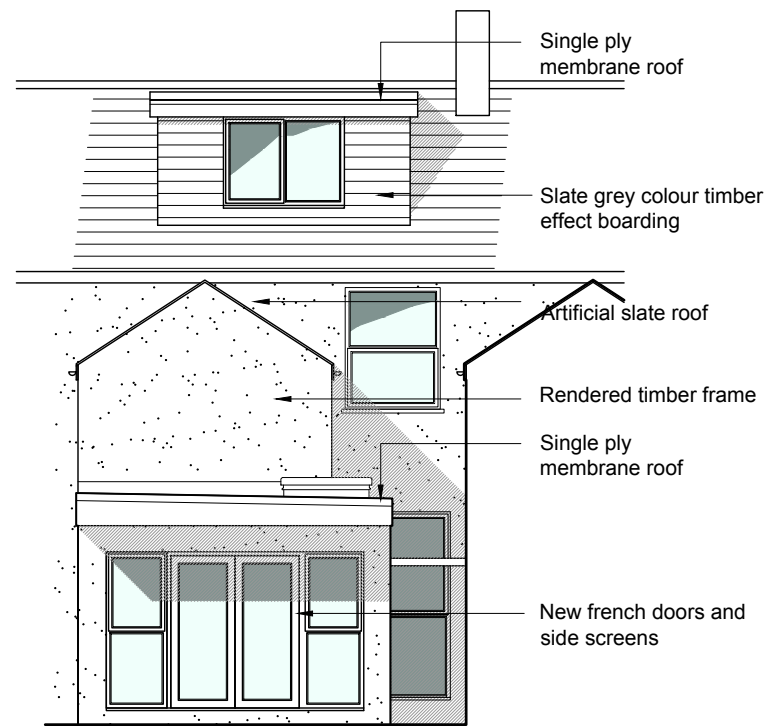 Single ply
membrane roof
Slate grey colour timber
effect boarding
Artificial slate roof
Rendered timber frame
Single ply
membrane roof
New french doors and
side screens